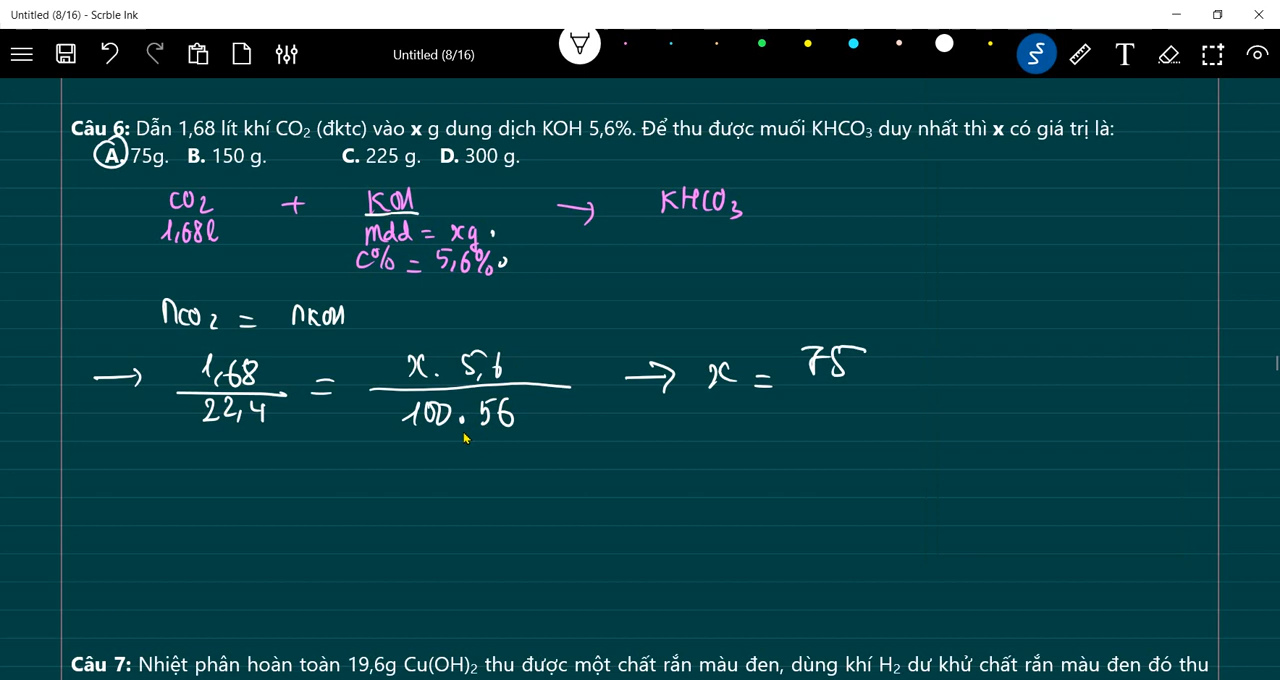 Untitled (8/16) - Scrble Ink
Untitled (8/16)
T
Câu 6: Dẫn 1,68 lít khí CO₂ (đktc) vào x g dung dịch KOH 5,6%. Để thu được muối KHCO₃ duy nhất thì x có giá trị là:
A. 75g. B. 150 g. C. 225 g. D. 300 g.
CO₂ + KOH → KHCO₃
1,68l mdd = xg.
C% = 5,6%
nCO₂ = nKOH
→ 1,68/22,4 = x. 5,6/100.56 → x = 75
Câu 7: Nhiệt phân hoàn toàn 19,6g Cu(OH)₂ thu được một chất rắn màu đen, dùng khí H₂ dư khử chất rắn màu đen đó thu